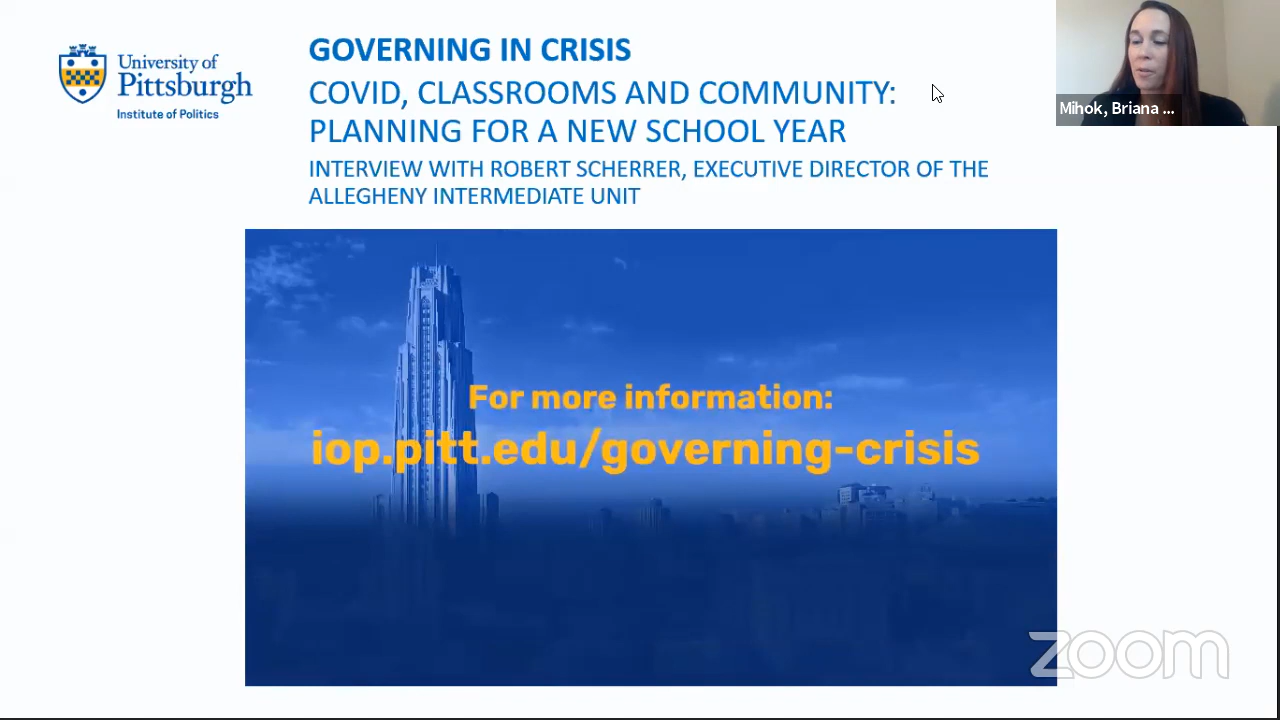 University of
Pittsburgh
Institute of Politics
GOVERNING IN CRISIS
COVID, CLASSROOMS AND COMMUNITY:
PLANNING FOR A NEW SCHOOL YEAR
INTERVIEW WITH ROBERT SCHERRER, EXECUTIVE DIRECTOR OF THE
ALLEGHENY INTERMEDIATE UNIT
Mihok, Briana ...
For more information:
iop.pitt.edu/governing-crisis
zoom